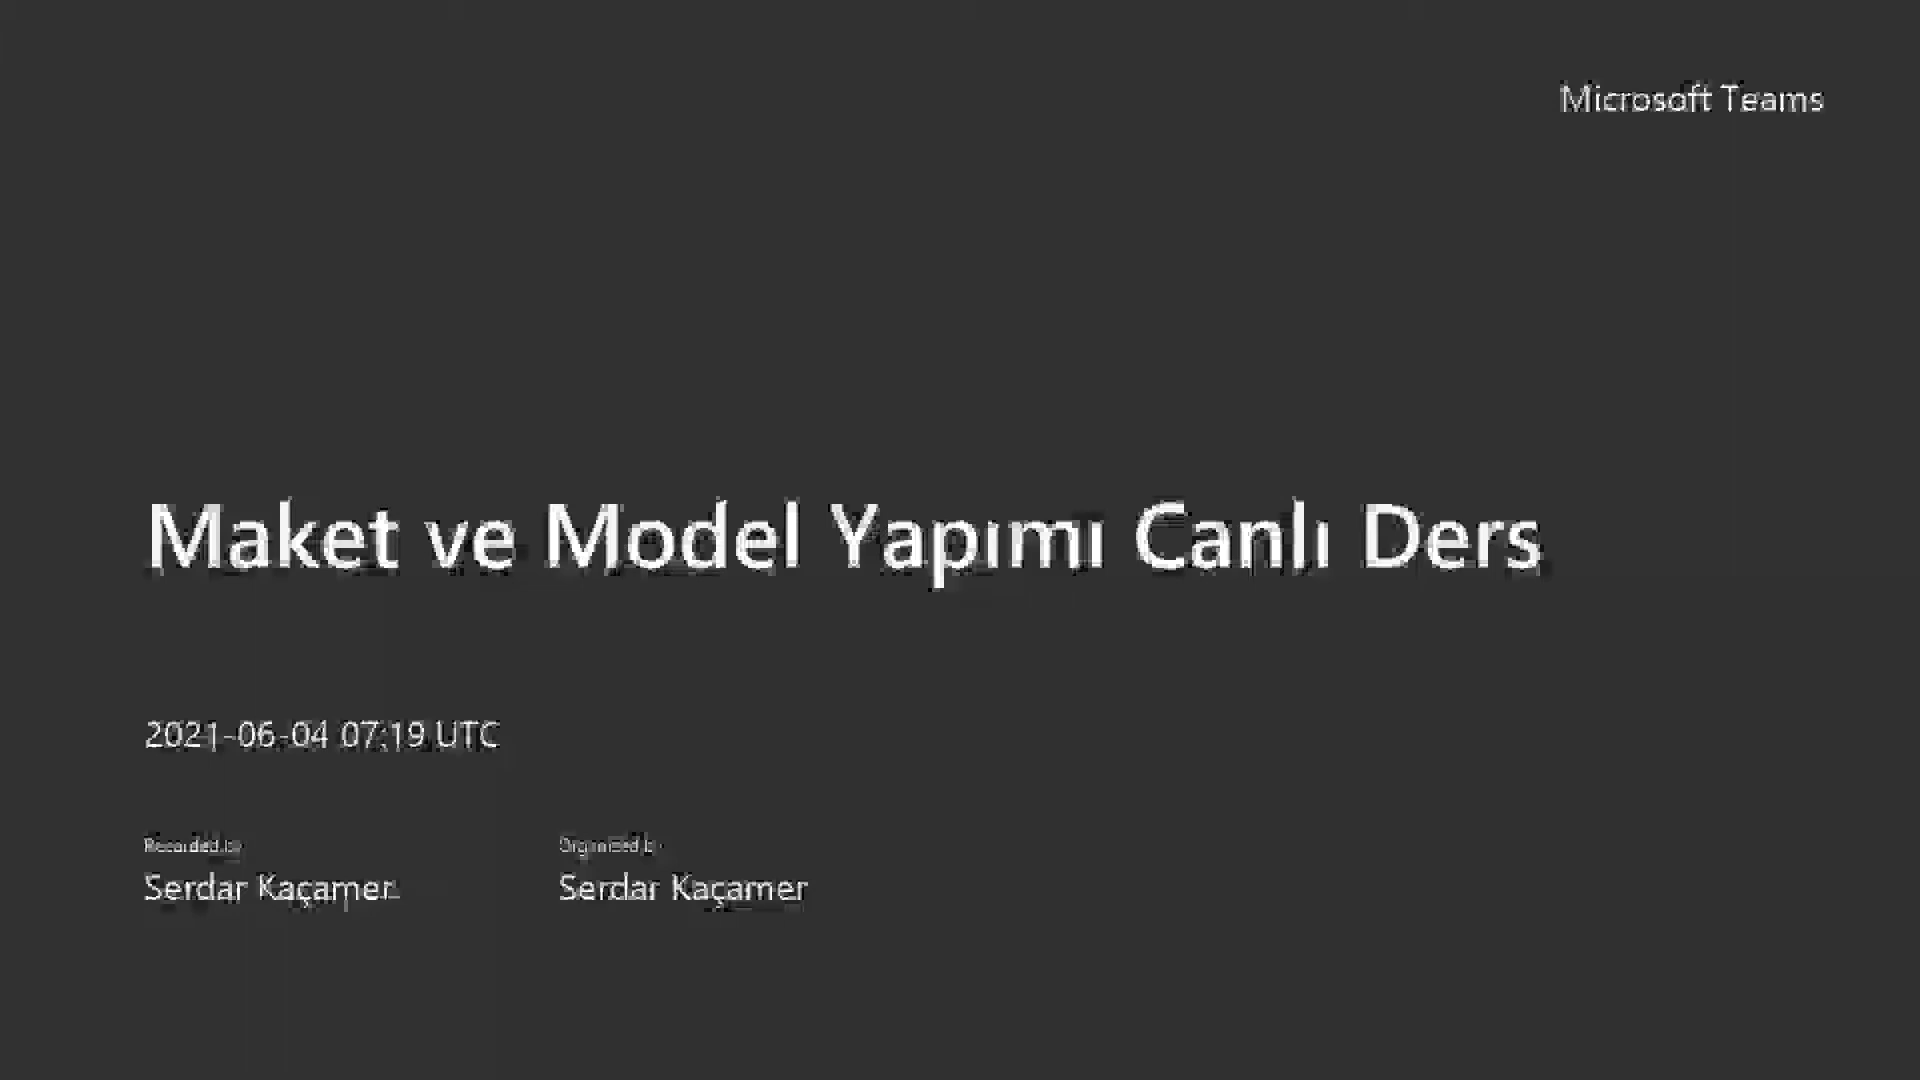 Microsoft Teams
Maket ve Model Yapımı Canlı Ders
2021-06-04 07:19 UTC
Recorded by
Organized by
Serdar Kaçamer
Serdar Kaçamer